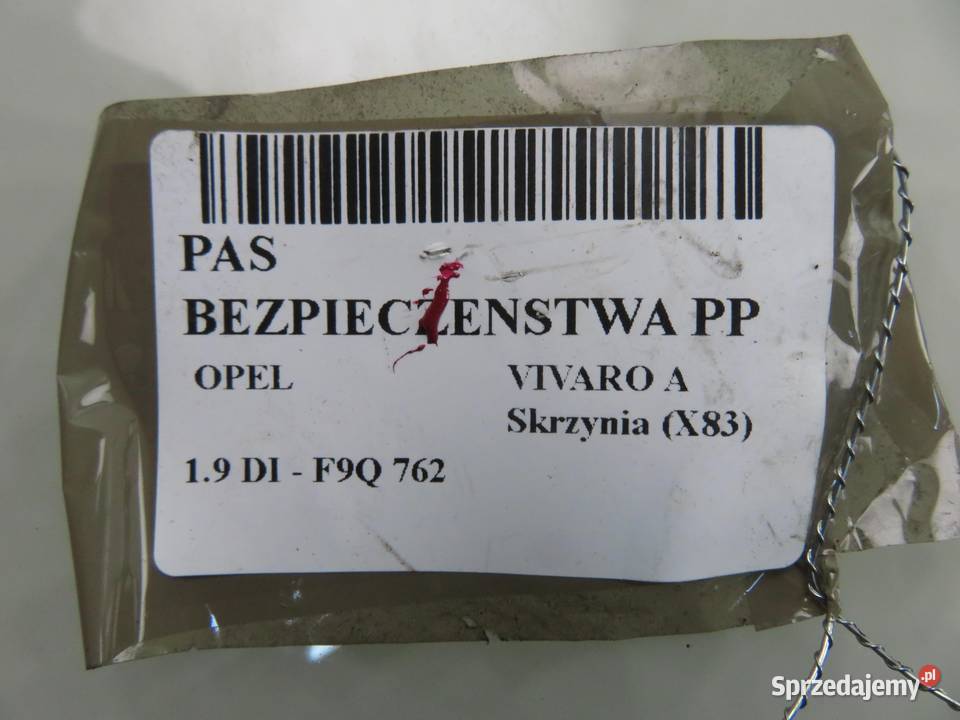 PAS
BEZPIECZENSTWA PP
OPEL VIVARO A
Skrzynia (X83)
1.9 DI - F9Q 762
Sprzedajemy.pl